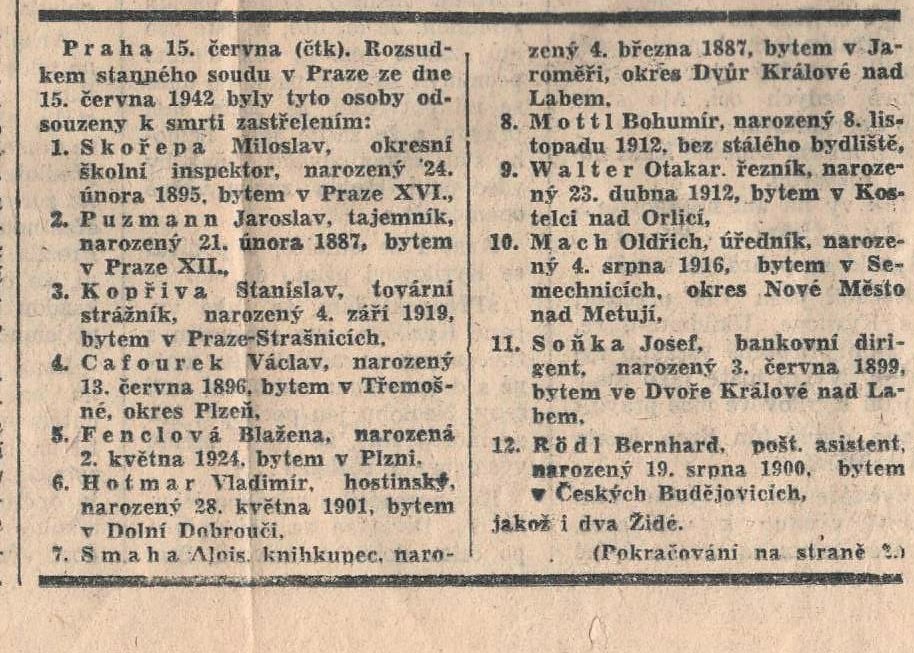 Praha 15. června (čtk). Rozsud-
kem stanného soudu v Praze ze dne
15. června 1942 byly tyto osoby od-
souzeny k smrti zastřelením:
1. Skořepa Miloslav, okresní
školní inspektor, narozený 24.
února 1895, bytem v Praze XVI.,
2. Puzmann Jaroslav, tajemník,
narozený 21. února 1887, bytem
v Praze XII.,
3. Kopřiva Stanislav, tovární
strážník, narozený 4. září 1919,
bytem v Praze-Strašnicích,
4. Cafourek Václav, narozený
13. června 1896, bytem v Třemoš-
né, okres Plzeň,
5. Fenclová Blažena, narozená
2. května 1924, bytem v Plzni,
6. Hotmar Vladimír, hostinský,
narozený 28. května 1901, bytem
v Dolní Dobrouči,
7. Smaha Alois, knihkupec, naro-
zený 4. března 1887, bytem v Ja-
roměři, okres Dvůr Králové nad
Labem,
8. Mottl Bohumír, narozený 8. lis-
topadu 1912, bez stálého bydliště,
9. Walter Otakar, řezník, naroze-
ný 23. dubna 1912, bytem v Kos-
telci nad Orlicí,
10. Mach Oldřich, úředník, naroze-
ný 4. srpna 1916, bytem v Se-
mechnicích, okres Nové Město
nad Metují,
11. Soňka Josef, bankovní diri-
gent, narozený 3. června 1899,
bytem ve Dvoře Králové nad La-
bem,
12. Rödl Bernhard, pošt. asistent,
narozený 19. srpna 1900, bytem
v Českých Budějovicích,
jakož i dva Židé.
(Pokračování na straně 2.)